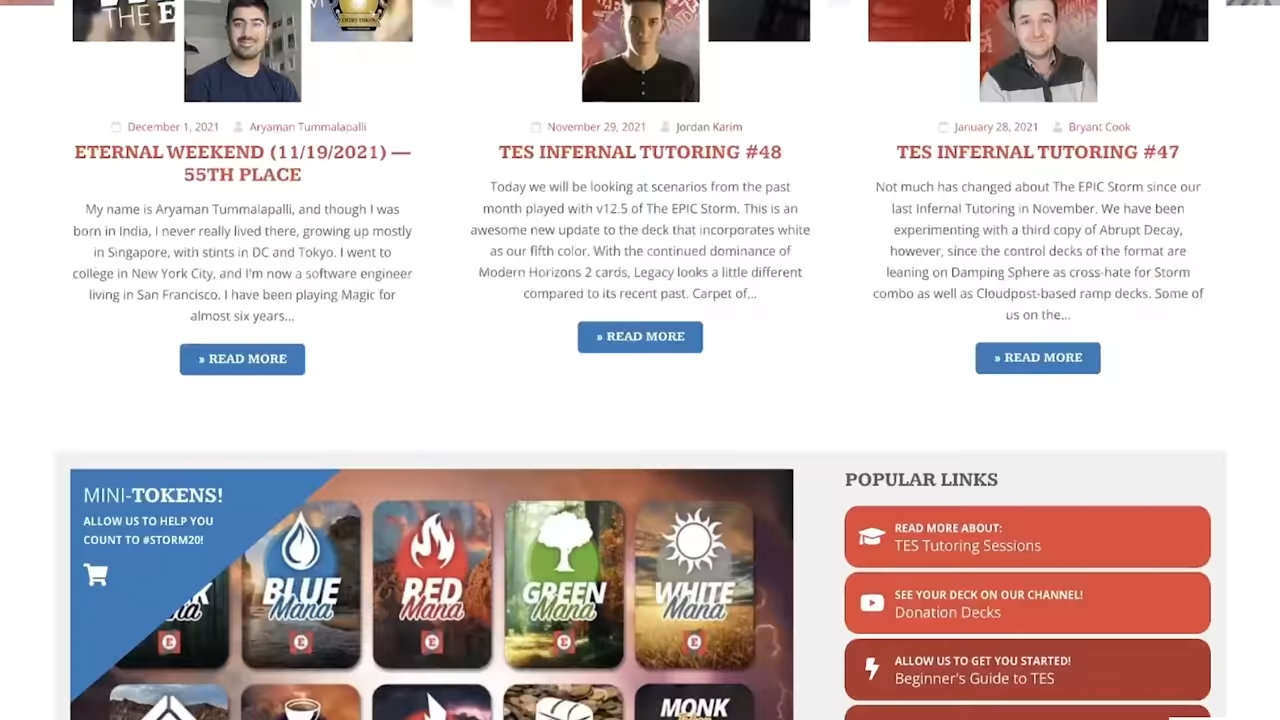 THE E
December 1, 2021 Aryaman Tummalapalli
ETERNAL WEEKEND (11/19/2021) —
55TH PLACE
My name is Aryaman Tummalapalli, and though I was
born in India, I never really lived there, growing up mostly
in Singapore, with stints in DC and Tokyo. I went to
college in New York City, and I'm now a software engineer
living in San Francisco. I have been playing Magic for
almost six years...
» READ MORE
November 29, 2021 Jordan Karim
TES INFERNAL TUTORING #48
Today we will be looking at scenarios from the past
month played with v12.5 of The EPIC Storm. This is an
awesome new update to the deck that incorporates white
as our fifth color. With the continued dominance of
Modern Horizons 2 cards, Legacy looks a little different
compared to its recent past. Carpet of...
» READ MORE
January 28, 2021 Bryant Cook
TES INFERNAL TUTORING #47
Not much has changed about The EPIC Storm since our
last Infernal Tutoring in November. We have been
experimenting with a third copy of Abrupt Decay,
however, since the control decks of the format are
leaning on Damping Sphere as cross-hate for Storm
combo as well as Cloudpost-based ramp decks. Some of
us on the...
» READ MORE
MINI-TOKENS!
ALLOW US TO HELP YOU
COUNT TO #STORM20!
BLUE
Mana
E
RED
Mana
E
GREEN
Mana
E
WHITE
Mana
E
MONK
POPULAR LINKS
READ MORE ABOUT:
TES Tutoring Sessions
SEE YOUR DECK ON OUR CHANNEL!
Donation Decks
ALLOW US TO GET YOU STARTED!
Beginner's Guide to TES